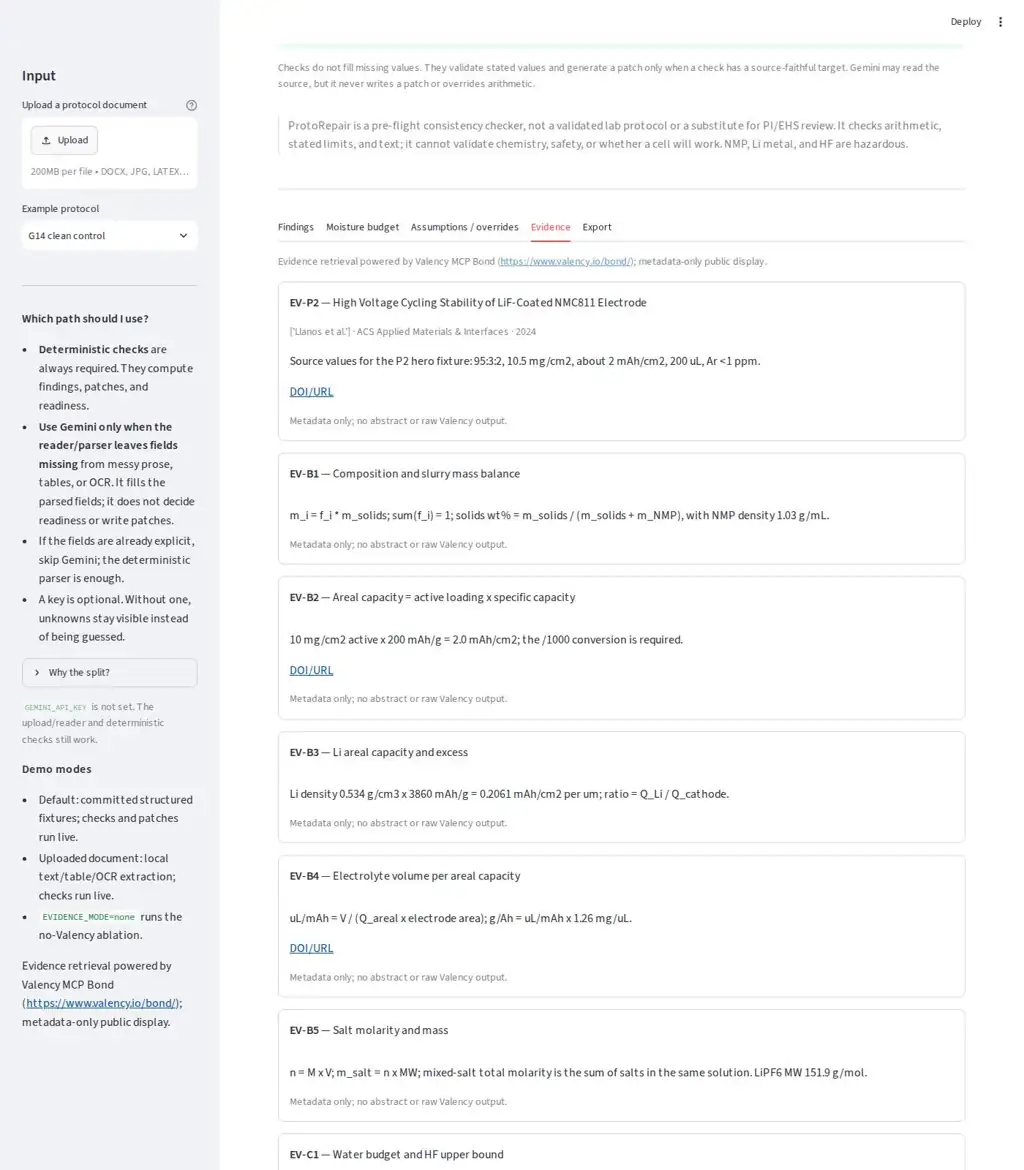 Deploy
Input
Upload a protocol document
Upload
200MB per file • DOCX, JPG, LATEX…
Example protocol
G14 clean control
Which path should I use?
• Deterministic checks are
always required. They compute
findings, patches, and
readiness.
• Use Gemini only when the
reader/parser leaves fields
missing from messy prose,
tables, or OCR. It fills the
parsed fields; it does not decide
readiness or write patches.
• If the fields are already explicit,
skip Gemini; the deterministic
parser is enough.
• A key is optional. Without one,
unknowns stay visible instead
of being guessed.
Why the split?
GEMINI_API_KEY is not set. The
upload/reader and deterministic
checks still work.
Demo modes
• Default: committed structured
fixtures; checks and patches
run live.
• Uploaded document: local
text/table/OCR extraction;
checks run live.
• EVIDENCE_MODE=none runs the
no-Valency ablation.
Evidence retrieval powered by
Valency MCP Bond
(https://www.valency.io/bond/);
metadata-only public display.
Checks do not fill missing values. They validate stated values and generate a patch only when a check has a source-faithful target. Gemini may read the
source, but it never writes a patch or overrides arithmetic.
ProtoRepair is a pre-flight consistency checker, not a validated lab protocol or a substitute for PI/EHS review. It checks arithmetic,
stated limits, and text; it cannot validate chemistry, safety, or whether a cell will work. NMP, Li metal, and HF are hazardous.
Findings Moisture budget Assumptions / overrides Evidence Export
Evidence retrieval powered by Valency MCP Bond (https://www.valency.io/bond/); metadata-only public display.
EV-P2 — High Voltage Cycling Stability of LiF-Coated NMC811 Electrode
['Llanos et al.'] · ACS Applied Materials & Interfaces · 2024
Source values for the P2 hero fixture: 95:3:2, 10.5 mg/cm2, about 2 mAh/cm2, 200 uL, Ar <1 ppm.
DOI/URL
Metadata only; no abstract or raw Valency output.
EV-B1 — Composition and slurry mass balance
m_i = f_i * m_solids; sum(f_i) = 1; solids wt% = m_solids / (m_solids + m_NMP), with NMP density 1.03 g/mL.
Metadata only; no abstract or raw Valency output.
EV-B2 — Areal capacity = active loading x specific capacity
10 mg/cm2 active x 200 mAh/g = 2.0 mAh/cm2; the /1000 conversion is required.
DOI/URL
Metadata only; no abstract or raw Valency output.
EV-B3 — Li areal capacity and excess
Li density 0.534 g/cm3 x 3860 mAh/g = 0.2061 mAh/cm2 per um; ratio = Q_Li / Q_cathode.
Metadata only; no abstract or raw Valency output.
EV-B4 — Electrolyte volume per areal capacity
uL/mAh = V / (Q_areal x electrode area); g/Ah = uL/mAh x 1.26 mg/uL.
DOI/URL
Metadata only; no abstract or raw Valency output.
EV-B5 — Salt molarity and mass
n = M x V; m_salt = n x MW; mixed-salt total molarity is the sum of salts in the same solution. LiPF6 MW 151.9 g/mol.
Metadata only; no abstract or raw Valency output.
EV-C1 — Water budget and HF upper bound